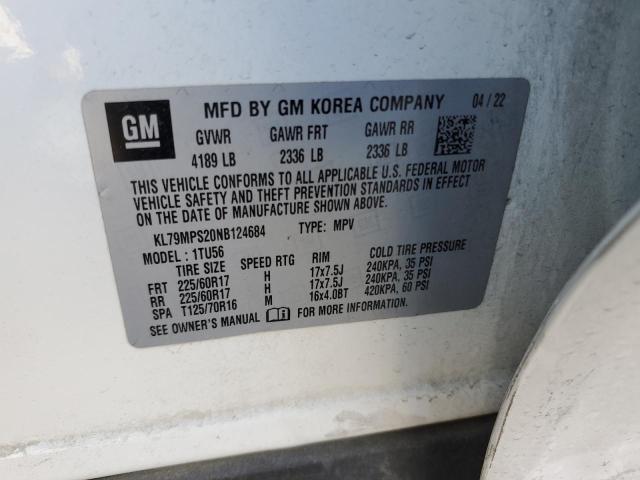 GM
MFD BY GM KOREA COMPANY 04 / 22
GVWR GAWR FRT GAWR RR
4189 LB 2336 LB 2336 LB
THIS VEHICLE CONFORMS TO ALL APPLICABLE U.S. FEDERAL MOTOR
VEHICLE SAFETY AND THEFT PREVENTION STANDARDS IN EFFECT
ON THE DATE OF MANUFACTURE SHOWN ABOVE.
KL79MPS20NB124684 TYPE: MPV
MODEL : 1TU56
TIRE SIZE SPEED RTG RIM COLD TIRE PRESSURE
FRT 225/60R17 H 17x7.5J 240KPA, 35 PSI
RR 225/60R17 H 17x7.5J 240KPA, 35 PSI
SPA T125/70R16 M 16x4.0BT 420KPA, 60 PSI
SEE OWNER'S MANUAL FOR MORE INFORMATION.